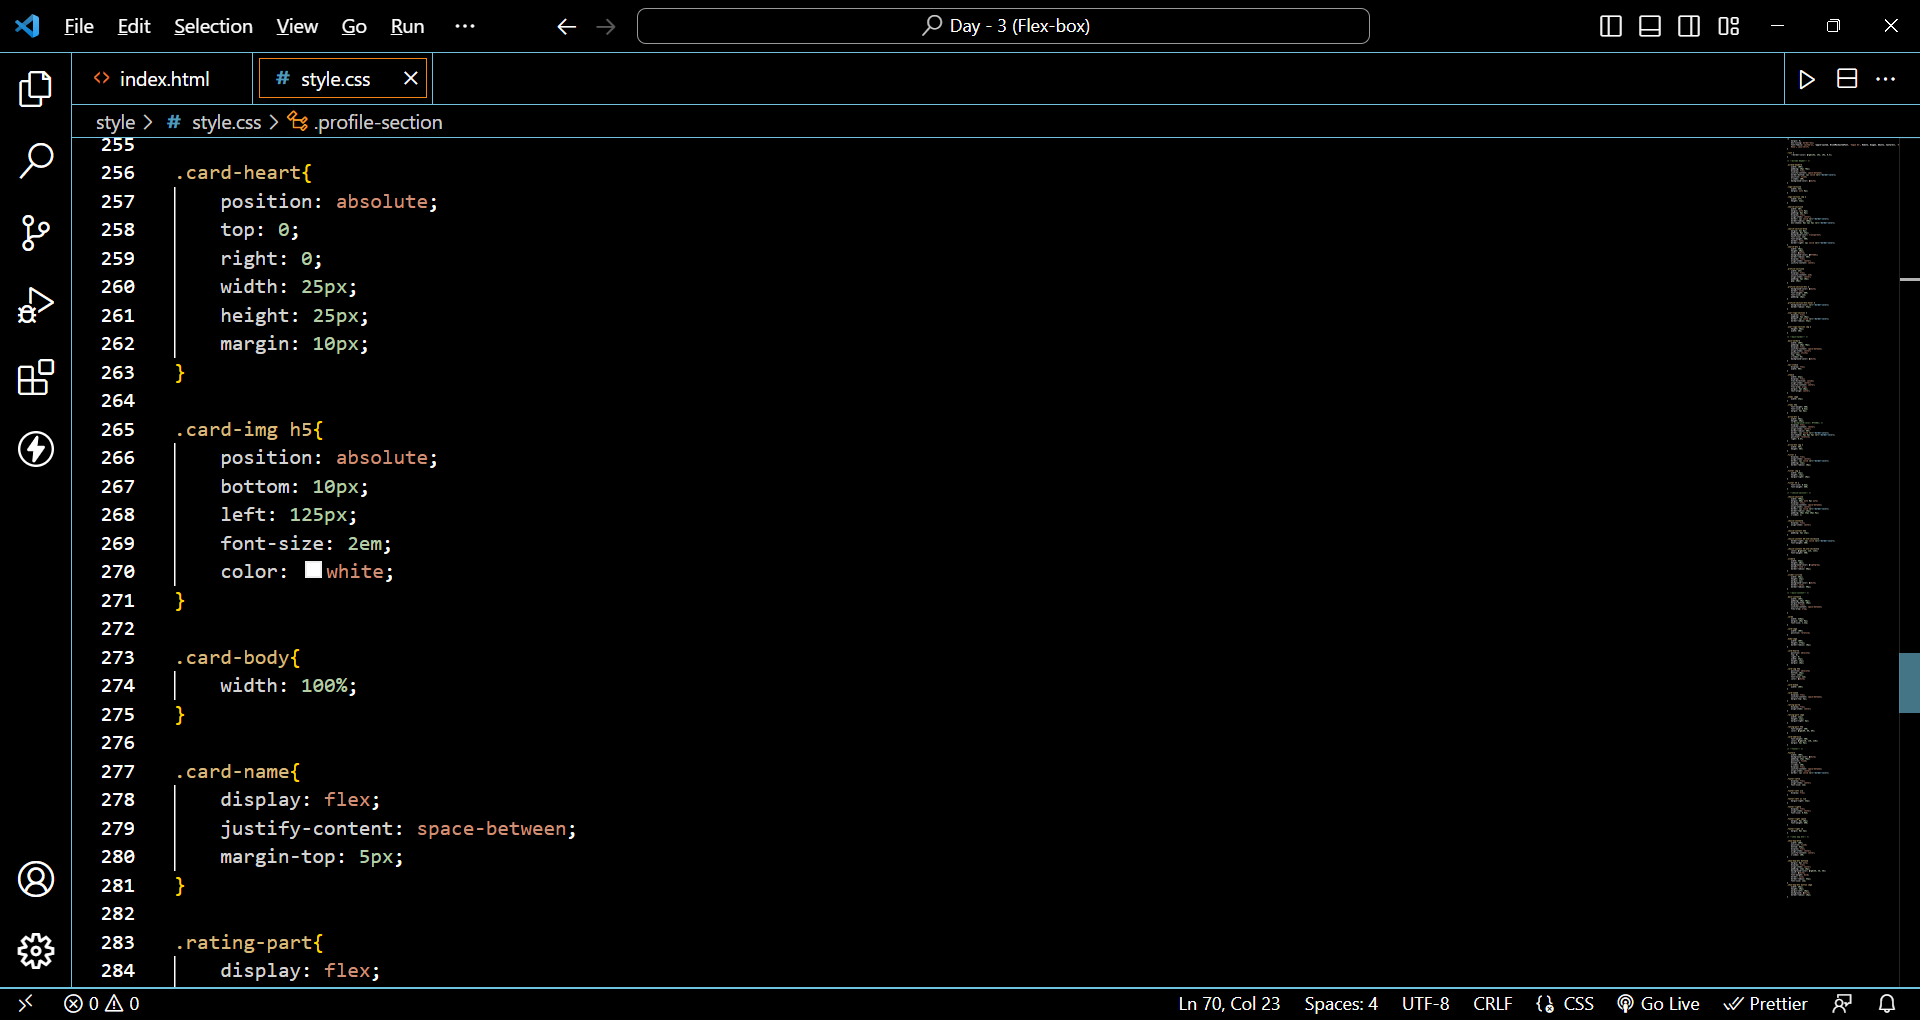 File Edit Selection View Go Run ··· Day - 3 (Flex-box)
index.html # style.css
style > # style.css > .profile-section
255
256 .card-heart{
257 position: absolute;
258 top: 0;
259 right: 0;
260 width: 25px;
261 height: 25px;
262 margin: 10px;
263 }
264
265 .card-img h5{
266 position: absolute;
267 bottom: 10px;
268 left: 125px;
269 font-size: 2em;
270 color: white;
271 }
272
273 .card-body{
274 width: 100%;
275 }
276
277 .card-name{
278 display: flex;
279 justify-content: space-between;
280 margin-top: 5px;
281 }
282
283 .rating-part{
284 display: flex;
0 0 Ln 70, Col 23 Spaces: 4 UTF-8 CRLF CSS Go Live Prettier